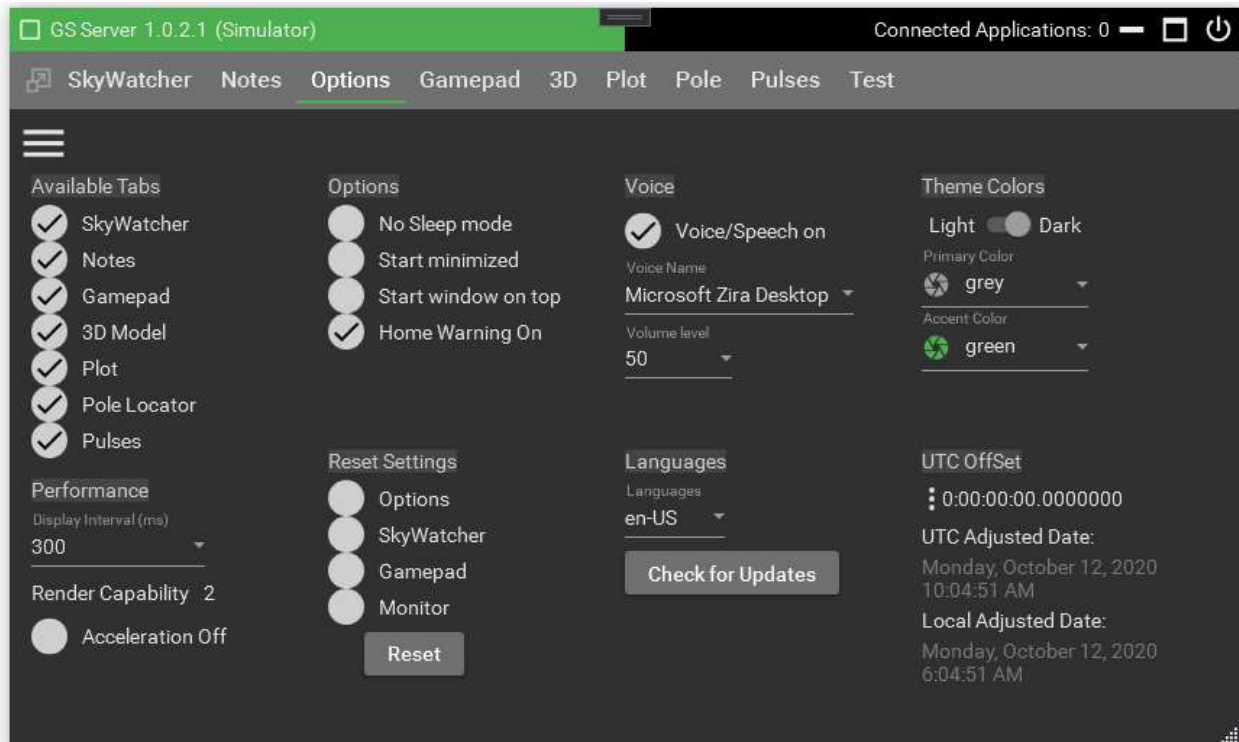 GS Server 1.0.2.1 (Simulator)
Connected Applications: 0
SkyWatcher Notes Options Gamepad 3D Plot Pole Pulses Test
Available Tabs
SkyWatcher
Notes
Gamepad
3D Model
Plot
Pole Locator
Pulses
Performance
Display Interval (ms)
300
Render Capability 2
Acceleration Off
Options
No Sleep mode
Start minimized
Start window on top
Home Warning On
Reset Settings
Options
SkyWatcher
Gamepad
Monitor
Reset
Voice
Voice/Speech on
Voice Name
Microsoft Zira Desktop
Volume level
50
Languages
Languages
en-US
Check for Updates
Theme Colors
Light Dark
Primary Color
grey
Accent Color
green
UTC OffSet
0:00:00:00.0000000
UTC Adjusted Date:
Monday, October 12, 2020
10:04:51 AM
Local Adjusted Date:
Monday, October 12, 2020
6:04:51 AM